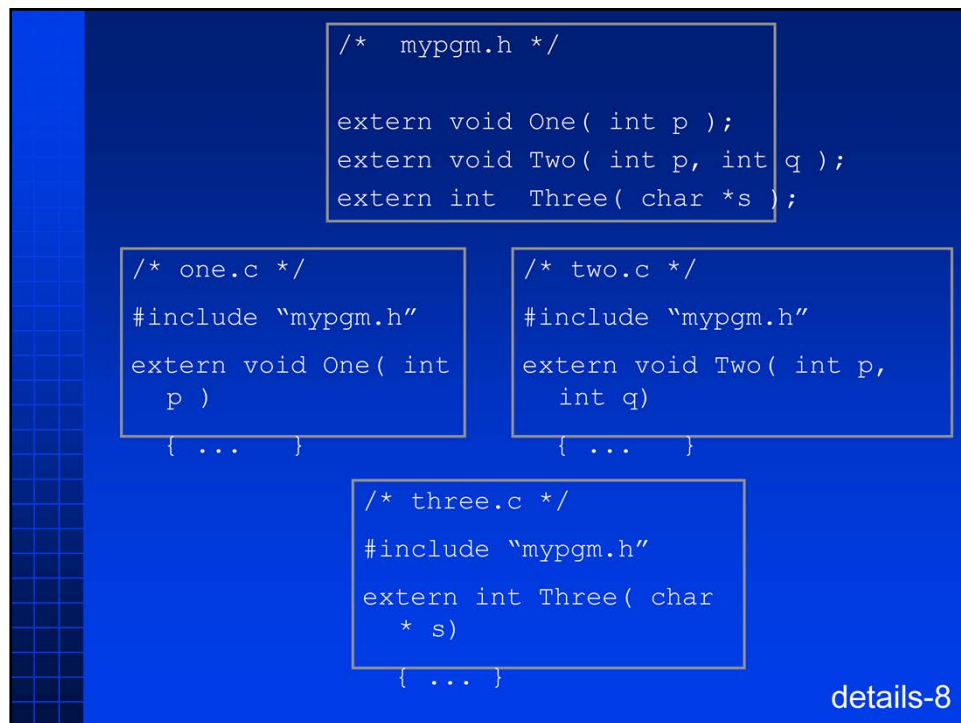 /*  mypgm.h */
extern void One( int p );
extern void Two( int p, int q );
extern int  Three( char *s );
/* one.c */
#include “mypgm.h”
extern void One( int
p )
{ ...    }
/* two.c */
#include “mypgm.h”
extern void Two( int p,
int q)
{ ...    }
/* three.c */
#include “mypgm.h”
extern int Three( char
* s)
{ ... }
details-8